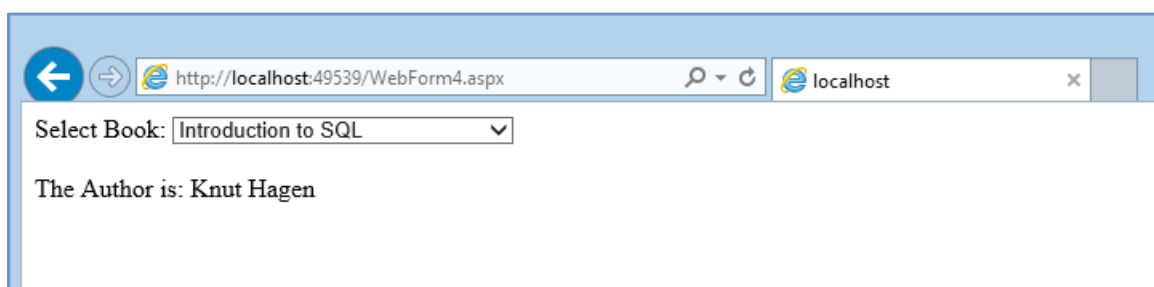 http://localhost:49539/WebForm4.aspx
localhost
Select Book: Introduction to SQL
The Author is: Knut Hagen